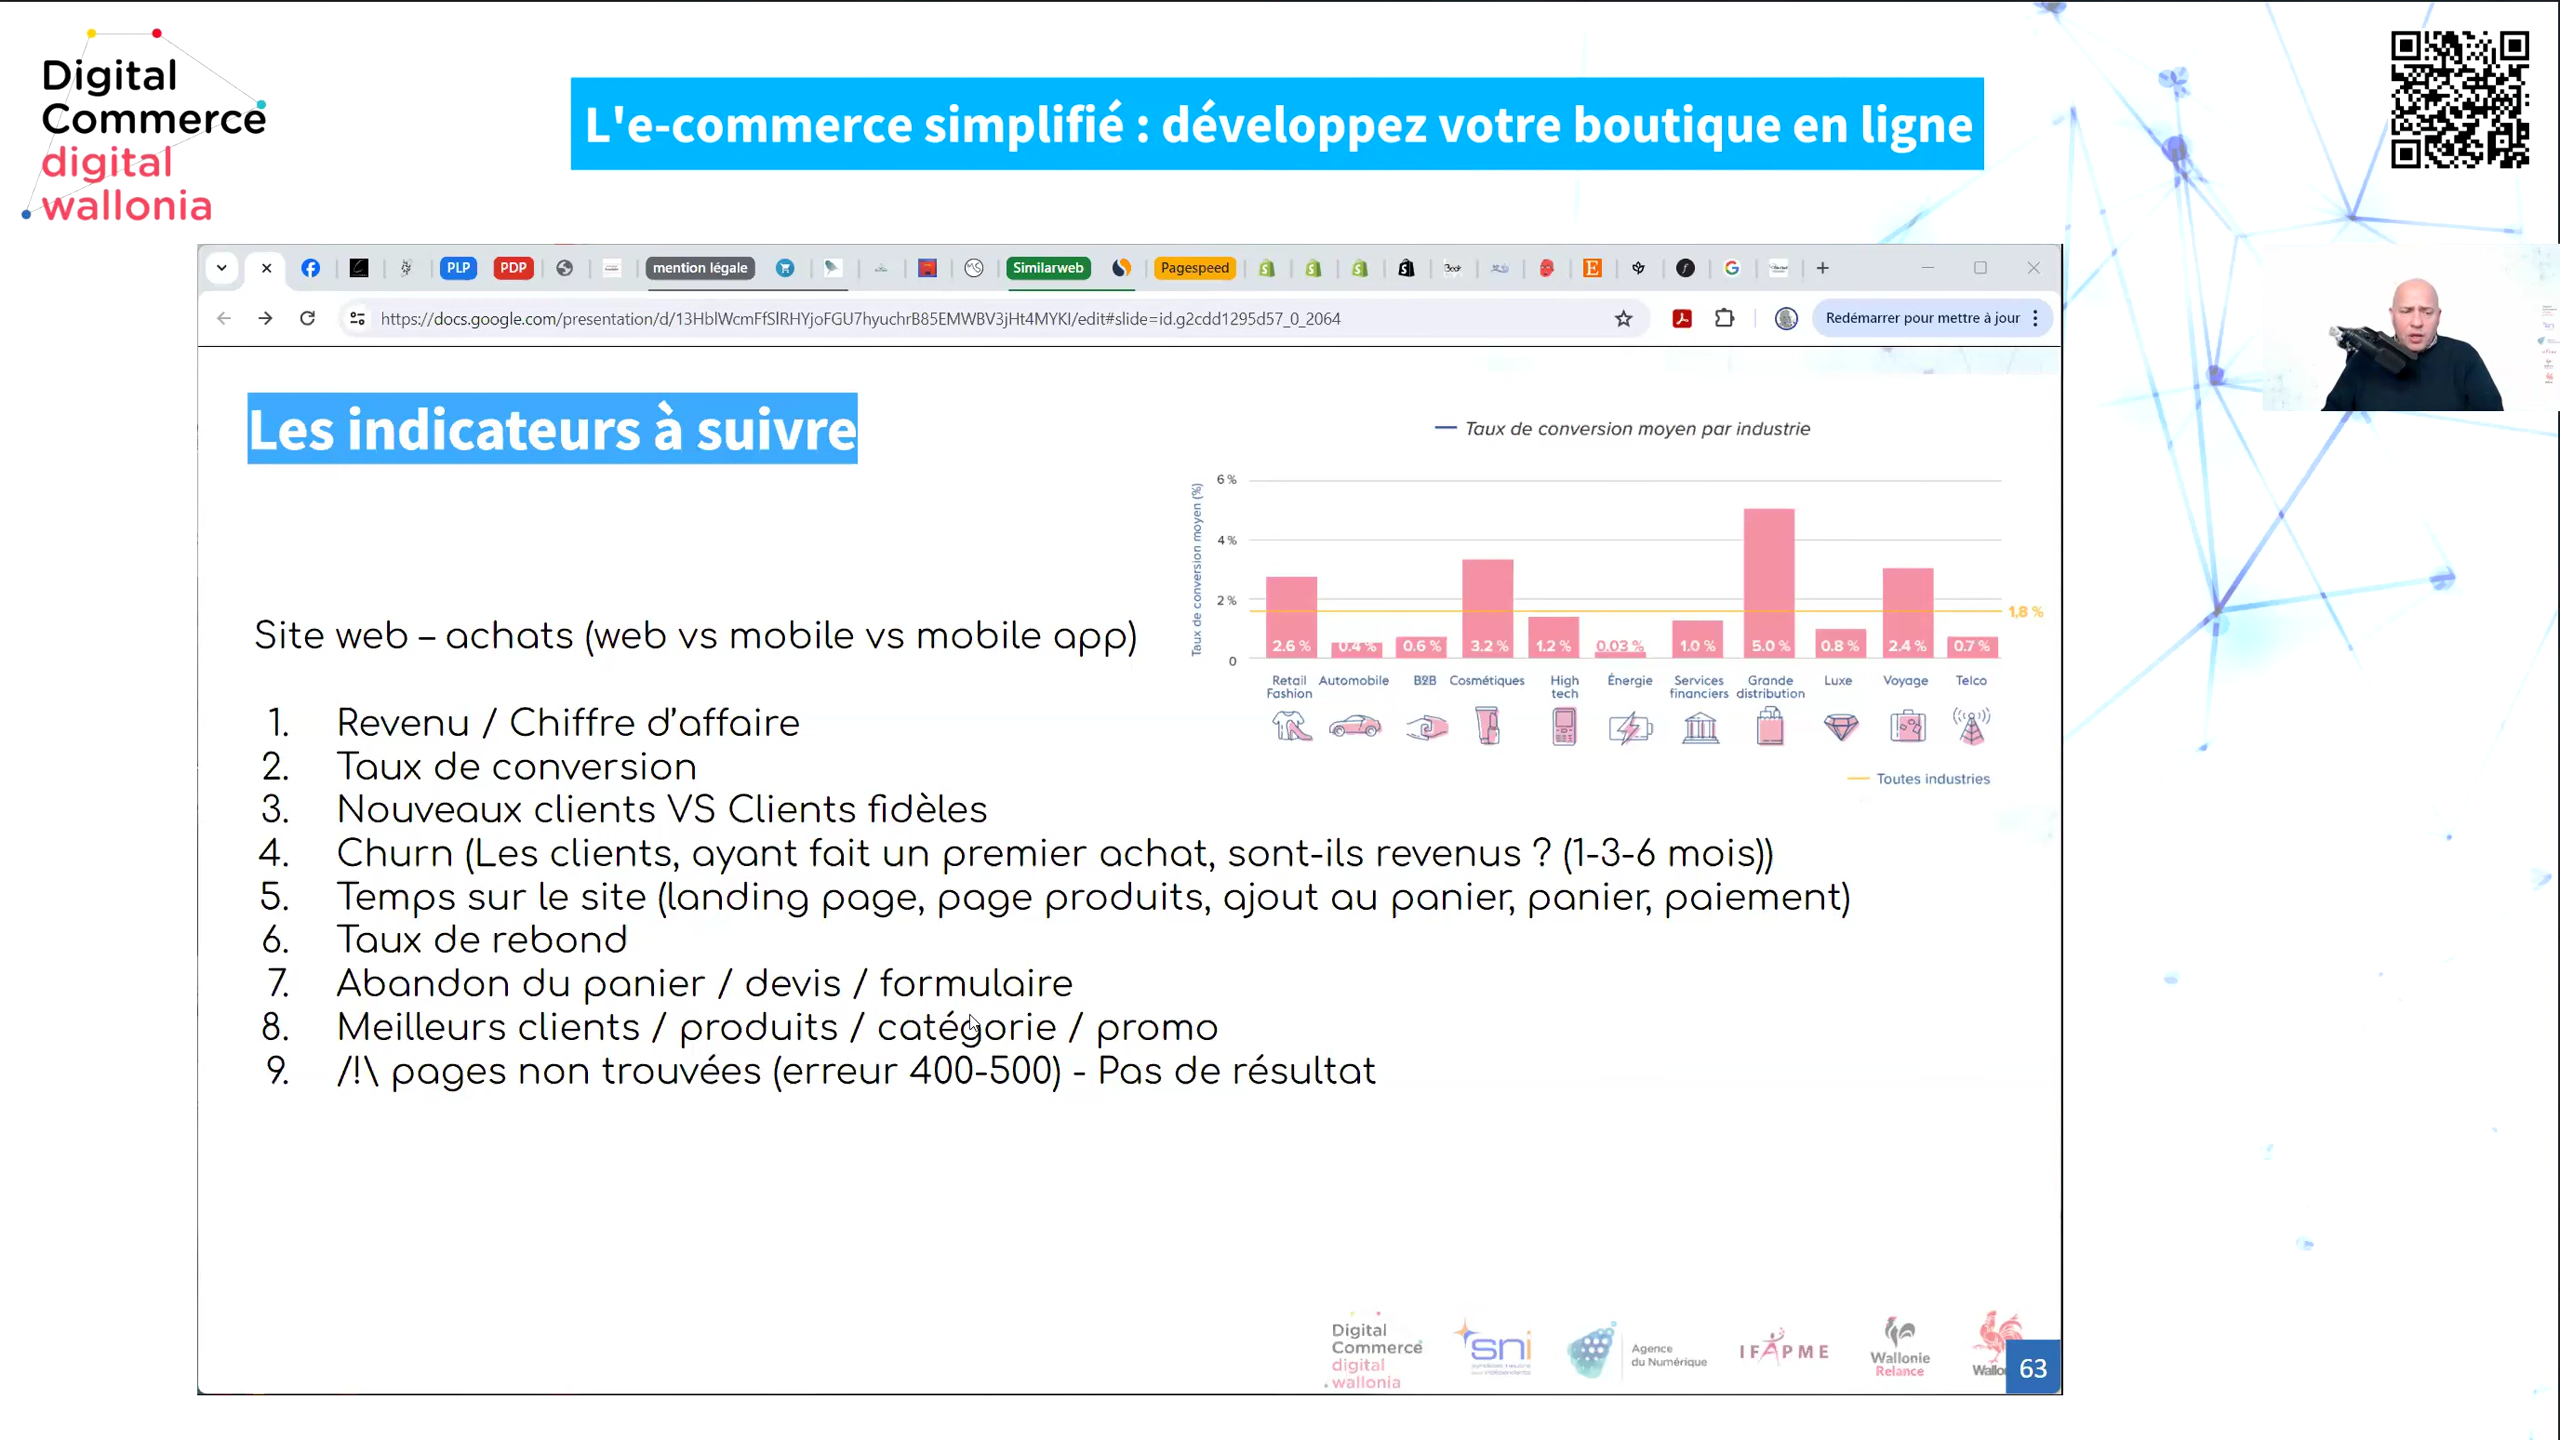 Digital
Commerce
digital
wallonia
L'e-commerce simplifié : développez votre boutique en ligne
PLP
PDP
mention légale
Similarweb
Pagespeed
https://docs.google.com/presentation/d/13HblWcmFfSlRHYjoFGU7hyuchrB85EMWBV3jHt4MYKI/edit#slide=id.g2cdd1295d57_0_2064
Redémarrer pour mettre à jour
Les indicateurs à suivre
Taux de conversion moyen par industrie
Taux de conversion moyen (%)
6 %
4 %
2 %
0
1,8 %
2.6 %
0.4 %
0.6 %
3.2 %
1.2 %
0.03 %
1.0 %
5.0 %
0.8 %
2.4 %
0.7 %
Retail Fashion
Automobile
B2B
Cosmétiques
High tech
Énergie
Services financiers
Grande distribution
Luxe
Voyage
Telco
Toutes industries
Site web – achats (web vs mobile vs mobile app)
1. Revenu / Chiffre d’affaire
2. Taux de conversion
3. Nouveaux clients VS Clients fidèles
4. Churn (Les clients, ayant fait un premier achat, sont-ils revenus ? (1-3-6 mois))
5. Temps sur le site (landing page, page produits, ajout au panier, panier, paiement)
6. Taux de rebond
7. Abandon du panier / devis / formulaire
8. Meilleurs clients / produits / catégorie / promo
9. /!\ pages non trouvées (erreur 400-500) - Pas de résultat
Digital
Commerce
digital
wallonia
sni
Agence
du Numérique
IFAPME
Wallonie
Relance
63